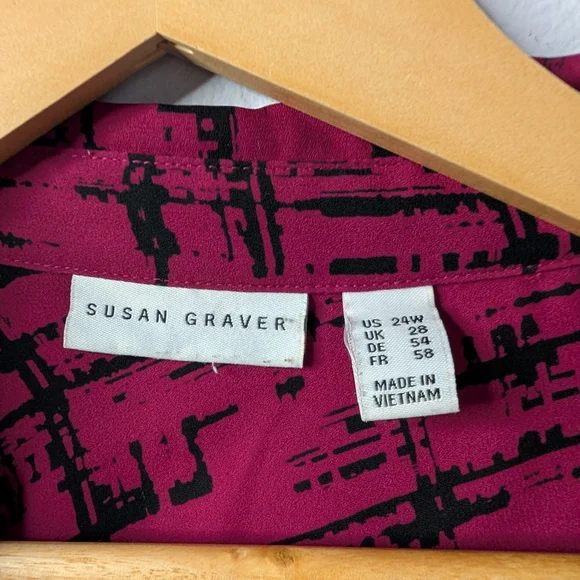 SUSAN GRAVER
US 24W
UK 28
DE 54
FR 58
MADE IN
VIETNAM